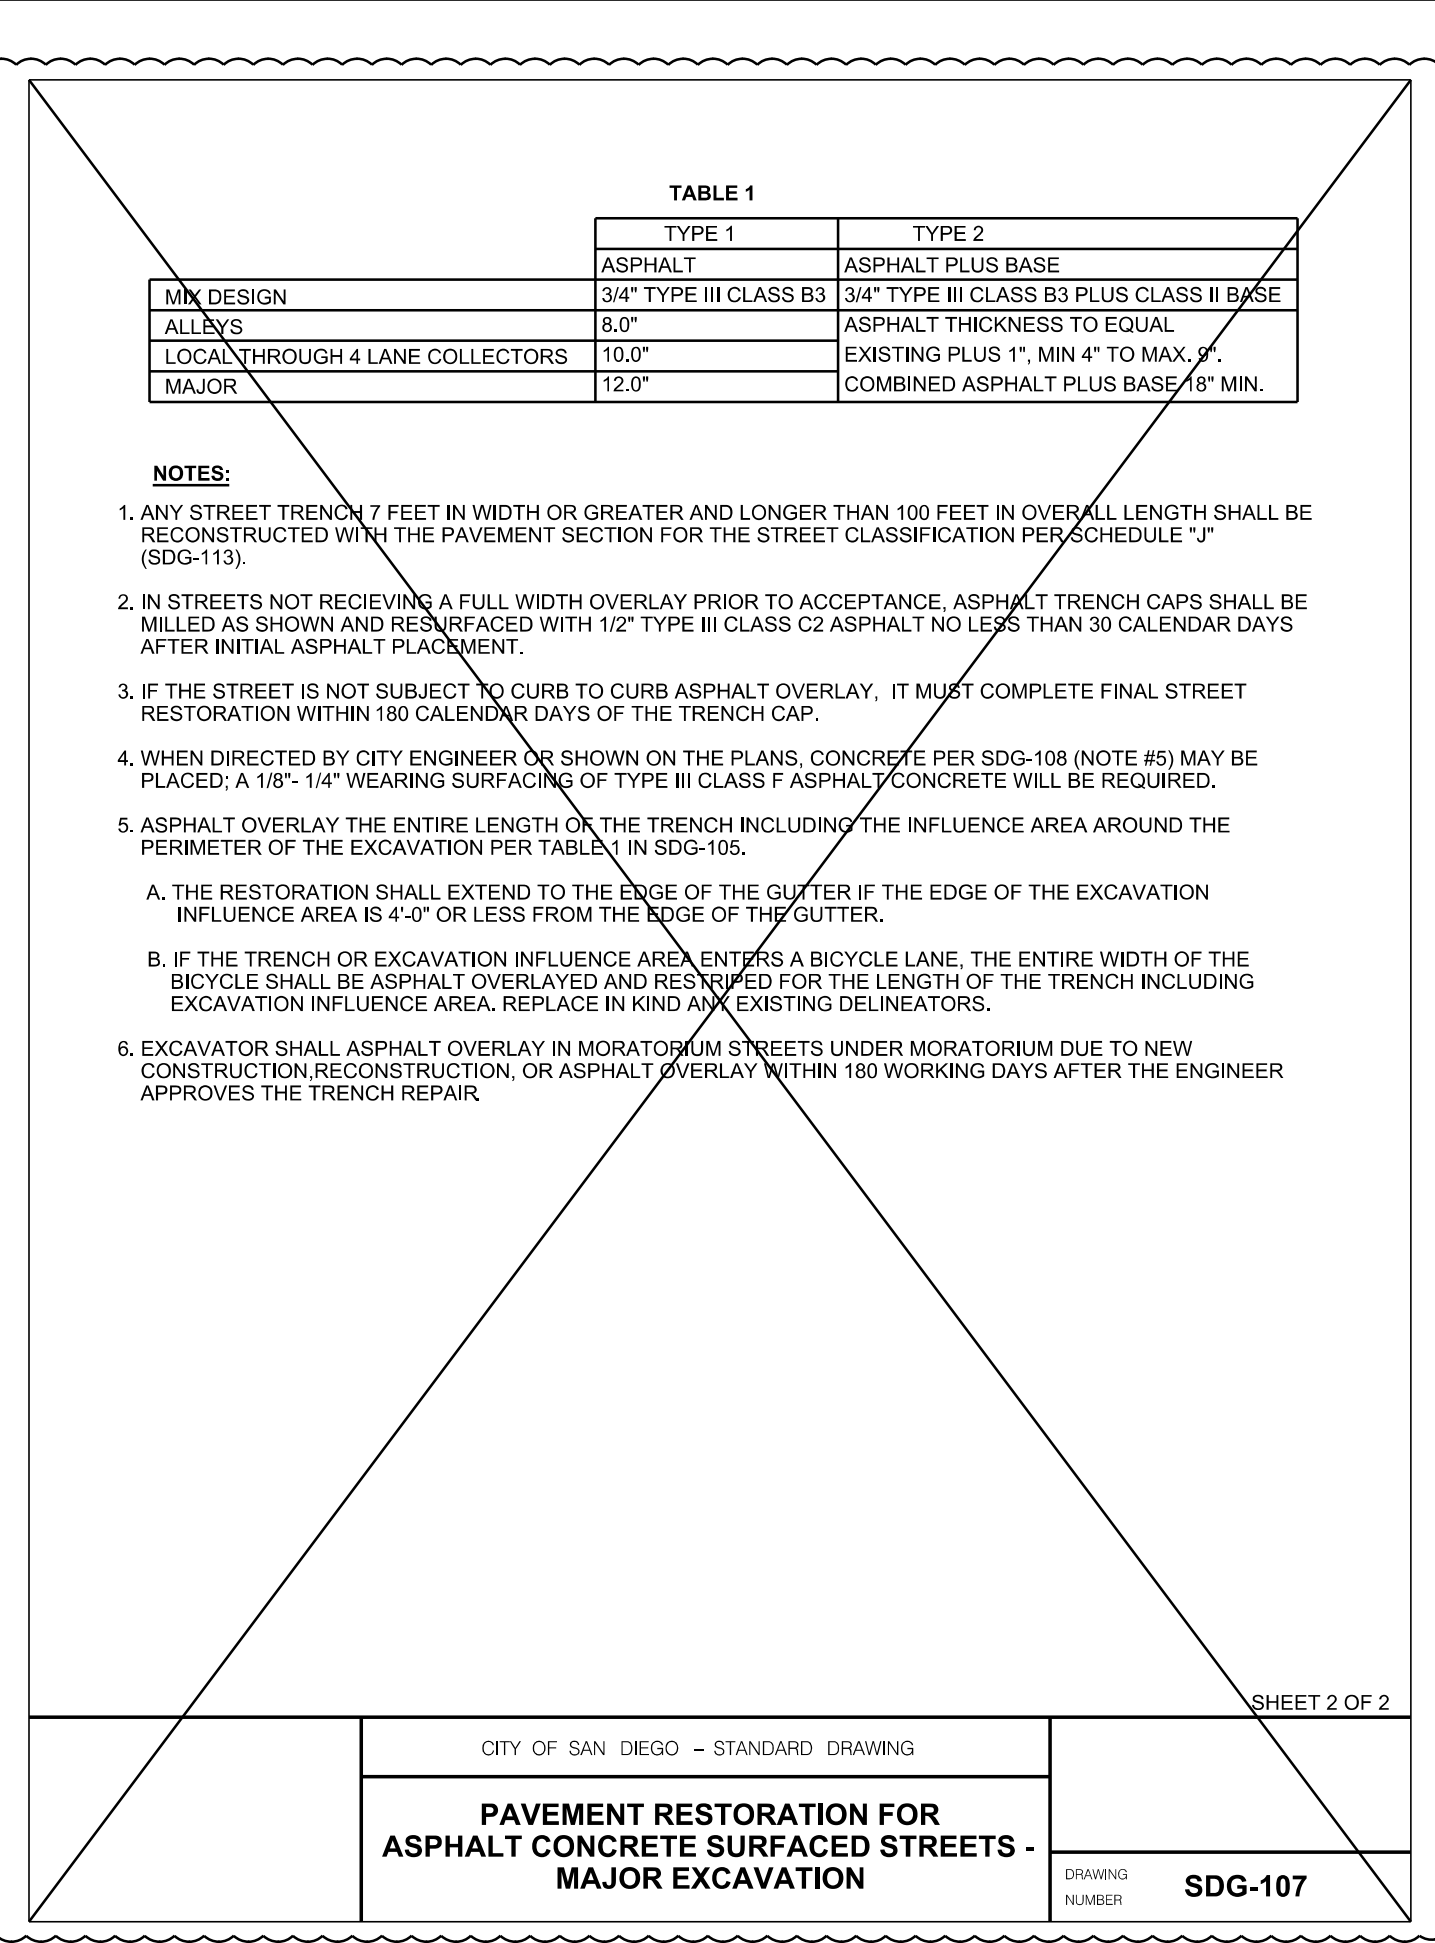 TABLE 1
TYPE 1 TYPE 2
ASPHALT ASPHALT PLUS BASE
MIX DESIGN 3/4" TYPE III CLASS B3 3/4" TYPE III CLASS B3 PLUS CLASS II BASE
ALLEYS 8.0" ASPHALT THICKNESS TO EQUAL
LOCAL THROUGH 4 LANE COLLECTORS 10.0" EXISTING PLUS 1", MIN 4" TO MAX. 9".
MAJOR 12.0" COMBINED ASPHALT PLUS BASE 18" MIN.
NOTES:
1. ANY STREET TRENCH 7 FEET IN WIDTH OR GREATER AND LONGER THAN 100 FEET IN OVERALL LENGTH SHALL BE
RECONSTRUCTED WITH THE PAVEMENT SECTION FOR THE STREET CLASSIFICATION PER SCHEDULE "J"
(SDG-113).
2. IN STREETS NOT RECIEVING A FULL WIDTH OVERLAY PRIOR TO ACCEPTANCE, ASPHALT TRENCH CAPS SHALL BE
MILLED AS SHOWN AND RESURFACED WITH 1/2" TYPE III CLASS C2 ASPHALT NO LESS THAN 30 CALENDAR DAYS
AFTER INITIAL ASPHALT PLACEMENT.
3. IF THE STREET IS NOT SUBJECT TO CURB TO CURB ASPHALT OVERLAY, IT MUST COMPLETE FINAL STREET
RESTORATION WITHIN 180 CALENDAR DAYS OF THE TRENCH CAP.
4. WHEN DIRECTED BY CITY ENGINEER OR SHOWN ON THE PLANS, CONCRETE PER SDG-108 (NOTE #5) MAY BE
PLACED; A 1/8"- 1/4" WEARING SURFACING OF TYPE III CLASS F ASPHALT CONCRETE WILL BE REQUIRED.
5. ASPHALT OVERLAY THE ENTIRE LENGTH OF THE TRENCH INCLUDING THE INFLUENCE AREA AROUND THE
PERIMETER OF THE EXCAVATION PER TABLE 1 IN SDG-105.
A. THE RESTORATION SHALL EXTEND TO THE EDGE OF THE GUTTER IF THE EDGE OF THE EXCAVATION
INFLUENCE AREA IS 4'-0" OR LESS FROM THE EDGE OF THE GUTTER.
B. IF THE TRENCH OR EXCAVATION INFLUENCE AREA ENTERS A BICYCLE LANE, THE ENTIRE WIDTH OF THE
BICYCLE SHALL BE ASPHALT OVERLAYED AND RESTRIPED FOR THE LENGTH OF THE TRENCH INCLUDING
EXCAVATION INFLUENCE AREA. REPLACE IN KIND ANY EXISTING DELINEATORS.
6. EXCAVATOR SHALL ASPHALT OVERLAY IN MORATORIUM STREETS UNDER MORATORIUM DUE TO NEW
CONSTRUCTION,RECONSTRUCTION, OR ASPHALT OVERLAY WITHIN 180 WORKING DAYS AFTER THE ENGINEER
APPROVES THE TRENCH REPAIR.
SHEET 2 OF 2
CITY OF SAN DIEGO – STANDARD DRAWING
PAVEMENT RESTORATION FOR
ASPHALT CONCRETE SURFACED STREETS -
MAJOR EXCAVATION
DRAWING
NUMBER
SDG-107